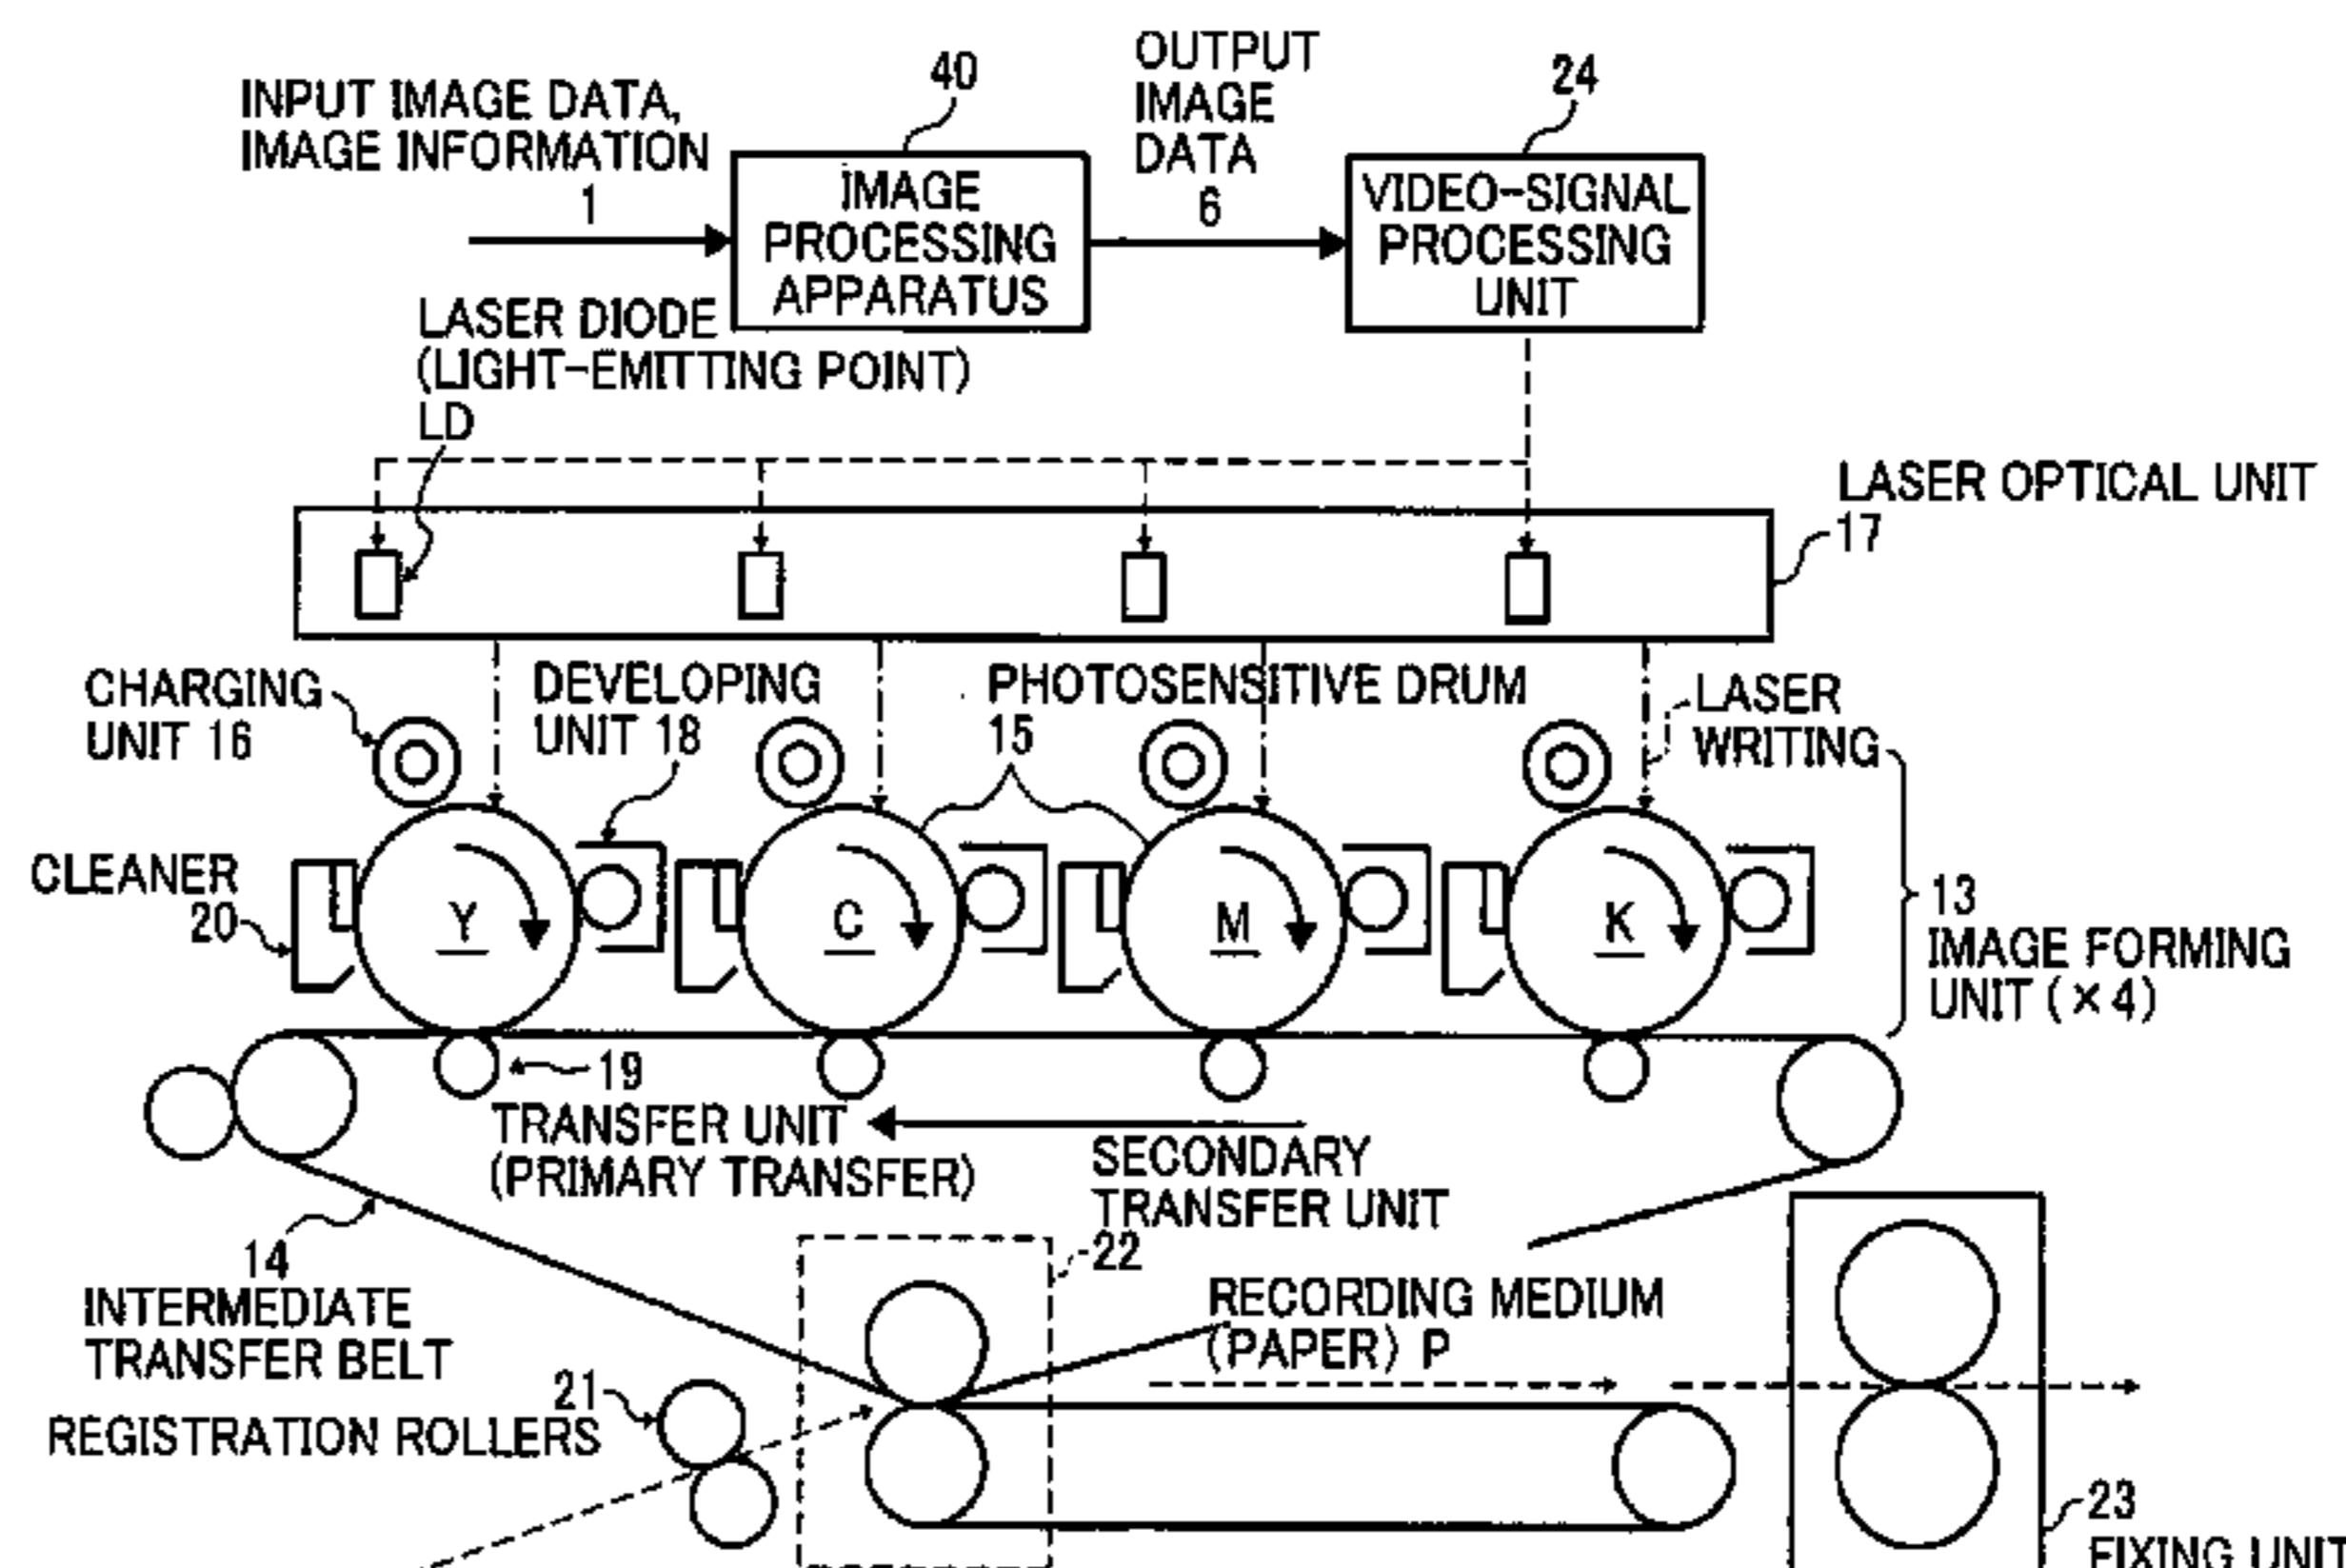 INPUT IMAGE DATA,
IMAGE INFORMATION
1
40
IMAGE
PROCESSING
APPARATUS
OUTPUT
IMAGE
DATA
6
24
VIDEO-SIGNAL
PROCESSING
UNIT
LASER DIODE
(LIGHT-EMITTING POINT)
LD
LASER OPTICAL UNIT
17
CHARGING
UNIT 16
DEVELOPING
UNIT 18
PHOTOSENSITIVE DRUM
15
LASER
WRITING
CLEANER
20
Y
C
M
K
13
IMAGE FORMING
UNIT (×4)
19
TRANSFER UNIT
(PRIMARY TRANSFER)
SECONDARY
TRANSFER UNIT
22
14
INTERMEDIATE
TRANSFER BELT
RECORDING MEDIUM
(PAPER) P
21
REGISTRATION ROLLERS
23
FIXING UNIT